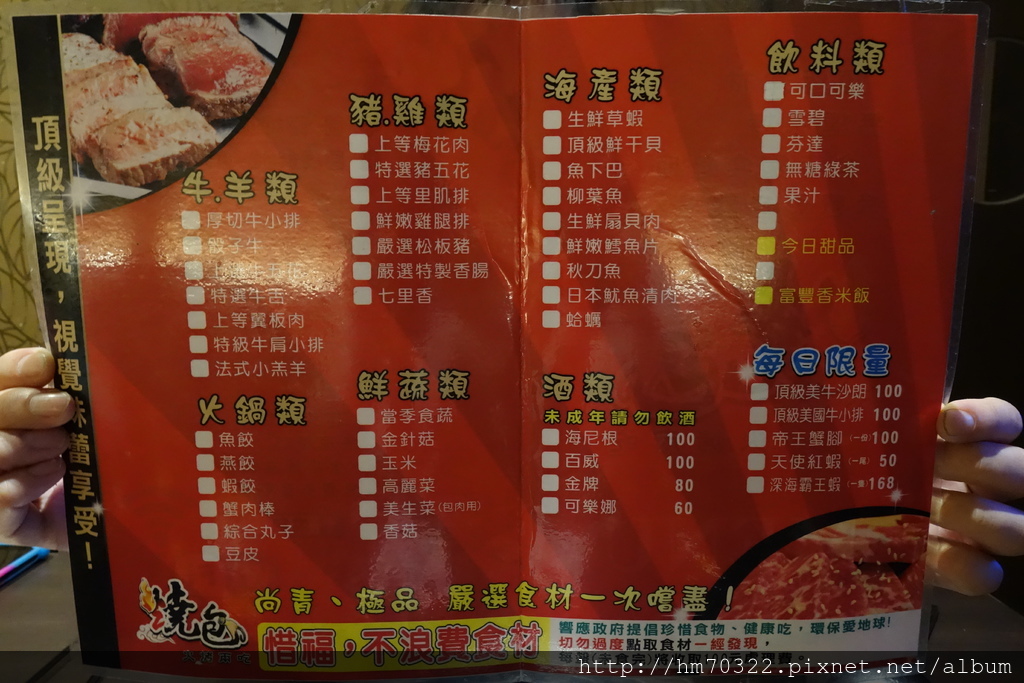 頂級呈現，視覺味蕾享受！
牛.羊類
厚切牛小排
骰子牛
特選牛舌
上等翼板肉
特級牛肩小排
法式小羔羊
火鍋類
魚餃
燕餃
蝦餃
蟹肉棒
綜合丸子
豆皮
豬.雞類
上等梅花肉
特選豬五花
上等里肌排
鮮嫩雞腿排
嚴選松板豬
嚴選特製香腸
七里香
鮮蔬類
當季食蔬
金針菇
玉米
高麗菜
美生菜(包肉用)
香菇
海產類
生鮮草蝦
頂級鮮干貝
魚下巴
柳葉魚
生鮮扇貝肉
鮮嫩鱈魚片
秋刀魚
日本魷魚清肉
蛤蠣
酒類
未成年請勿飲酒
海尼根 100
百威 100
金牌 80
可樂娜 60
飲料類
可口可樂
雪碧
芬達
無糖綠茶
果汁
今日甜品
富豐香米飯
每日限量
頂級美牛沙朗 100
頂級美國牛小排 100
帝王蟹腳(一份)100
天使紅蝦(一尾) 50
深海霸王蝦(一隻)168
尚青、極品 嚴選食材一次嚐盡！
燒包
惜福，不浪費食材
響應政府提倡珍惜食物、健康吃，環保愛地球!
切勿過度點取食材一經發現，
http://hm70322.pixnet.net/album